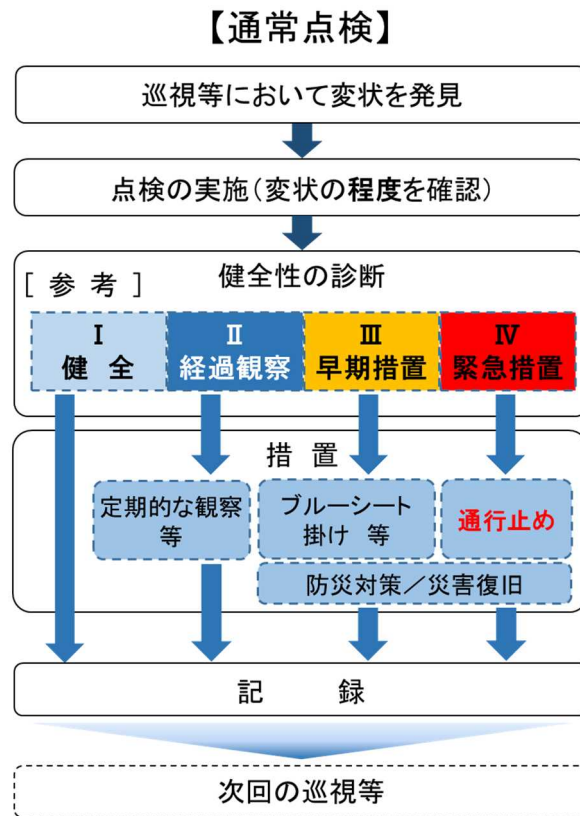 【通常点検】
巡視等において変状を発見
点検の実施(変状の程度を確認)
健全性の診断
[ 参 考 ]
Ⅰ
健 全
Ⅱ
経過観察
Ⅲ
早期措置
Ⅳ
緊急措置
措 置
定期的な観察
等
ブルーシート
掛け 等
通行止め
防災対策/災害復旧
記 録
次回の巡視等